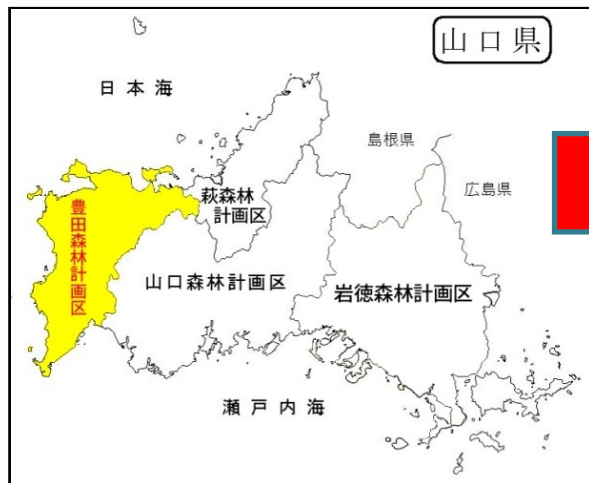 山口県
日本海
島根県
広島県
萩森林
計画区
豊田森林計画区
山口森林計画区
岩徳森林計画区
瀬戸内海